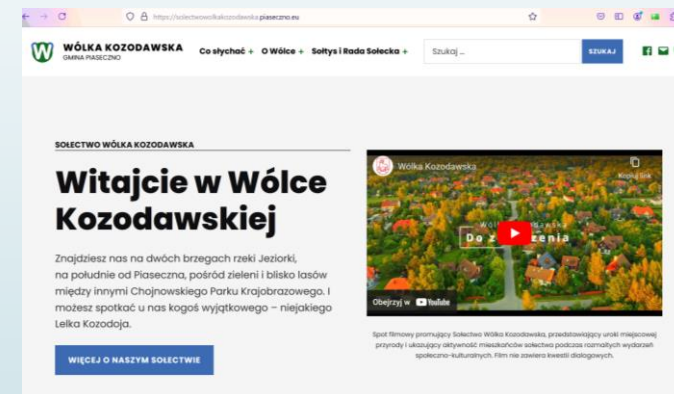 https://solectwowolkakozodawska.piaseczno.eu
WÓLKA KOZODAWSKA
GMINA PIASECZNO
Co słychać +
O Wólce +
Sołtys i Rada Sołecka +
Szukaj ...
SZUKAJ
SOŁECTWO WÓLKA KOZODAWSKA
Witajcie w Wólce
Kozodawskiej
Znajdziesz nas na dwóch brzegach rzeki Jeziorki,
na południe od Piaseczna, pośród zieleni i blisko lasów
między innymi Chojnowskiego Parku Krajobrazowego. I
możesz spotkać u nas kogoś wyjątkowego – niejakiego
Lelka Kozodoja.
WIĘCEJ O NASZYM SOŁECTWIE
Wólka Kozodawska
Kopiuj link
Obejrzyj w YouTube
Spot filmowy promujący Sołectwo Wólka Kozodawska, przedstawiający uroki miejscowej
przyrody i ukazujący aktywność mieszkańców sołectwa podczas rozmaitych wydarzeń
społeczno-kulturalnych. Film nie zawiera kwestii dialogowych.